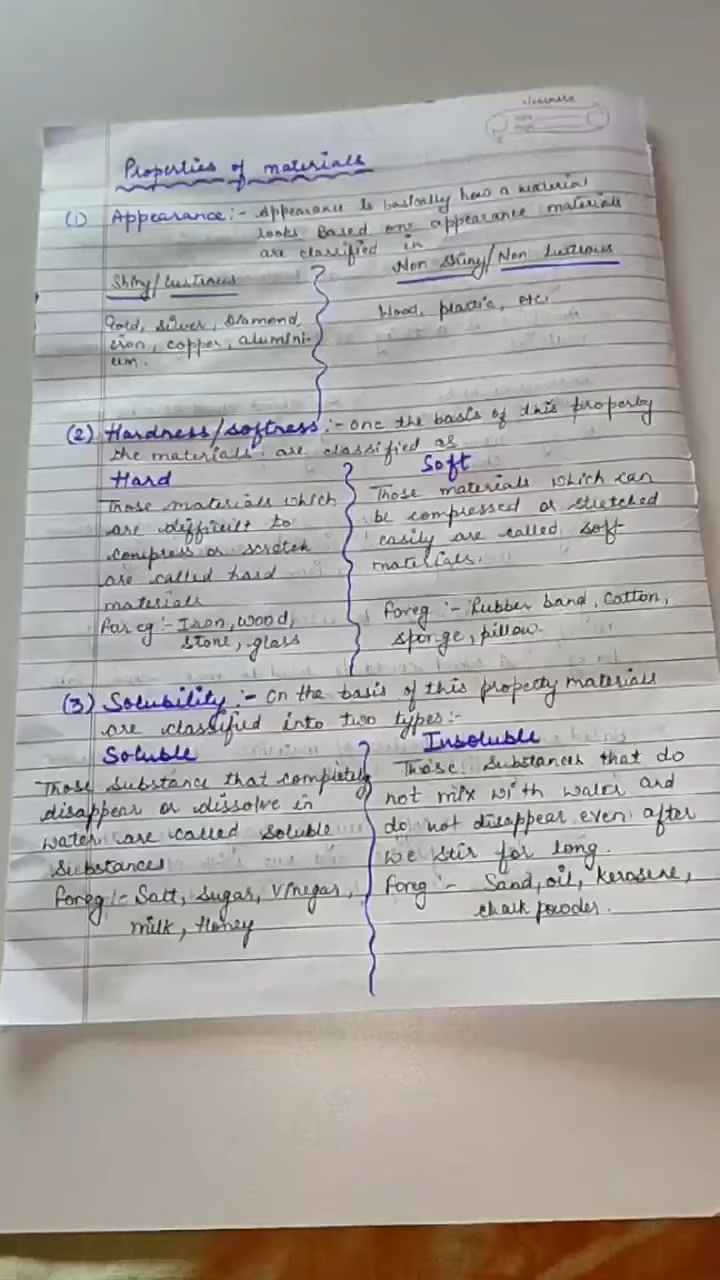 classmate
Properties of materials
(1) Appearance :- Appearance is basically how a material
looks Based one appearance materials
are classified in
Shiny/Lustrous
Gold, silver, Diamond,
iron, copper, alumini-
um.
Non Shiny/Non Lustrous
Wood, plastic, etc.
(2) Hardness/softness :- One the basis of this property
the materials are classified as
Hard
Those materials which
are difficult to
compress or scratch
are called hard
materials
For eg :- Iron, wood,
stone, glass
Soft
Those materials which can
be compressed or stretched
easily are called soft
materials.
for eg :- Rubber band, cotton,
sponge, pillow.
(3) Solubility :- On the basis of this property materials
are classified into two types :-
Soluble
Those substance that completely
disappear or dissolve in
water are called soluble
substances
for eg :- Salt, sugar, vinegar,
milk, Honey
Insoluble
Those substances that do
not mix with water and
do not disappear even after
we stir for long.
for eg :- Sand, oil, kerosene,
chalk powder.